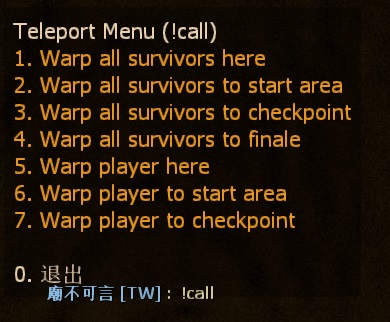 Teleport Menu (!call)
1. Warp all survivors here
2. Warp all survivors to start area
3. Warp all survivors to checkpoint
4. Warp all survivors to finale
5. Warp player here
6. Warp player to start area
7. Warp player to checkpoint
0. 退出
廟不可言 [TW] : !call